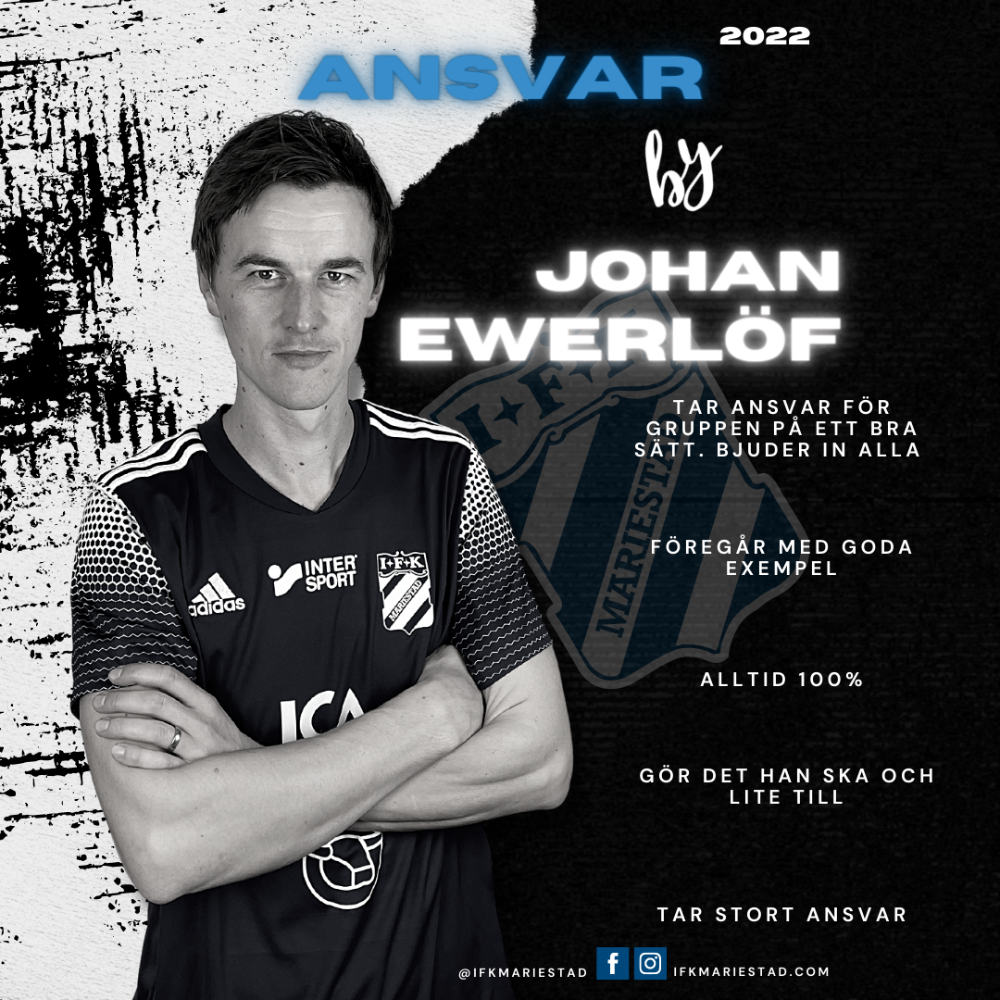 2022
ANSVAR
by
JOHAN
EWERLÖF
TAR ANSVAR FÖR
GRUPPEN PÅ ETT BRA
SÄTT. BJUDER IN ALLA
FÖREGÅR MED GODA
EXEMPEL
ALLTID 100%
GÖR DET HAN SKA OCH
LITE TILL
TAR STORT ANSVAR
@IFKMARIESTAD
IFKMARIESTAD.COM
I F K
MARIESTAD
adidas
INTER
SPORT
I F K
MARIESTAD
ICA